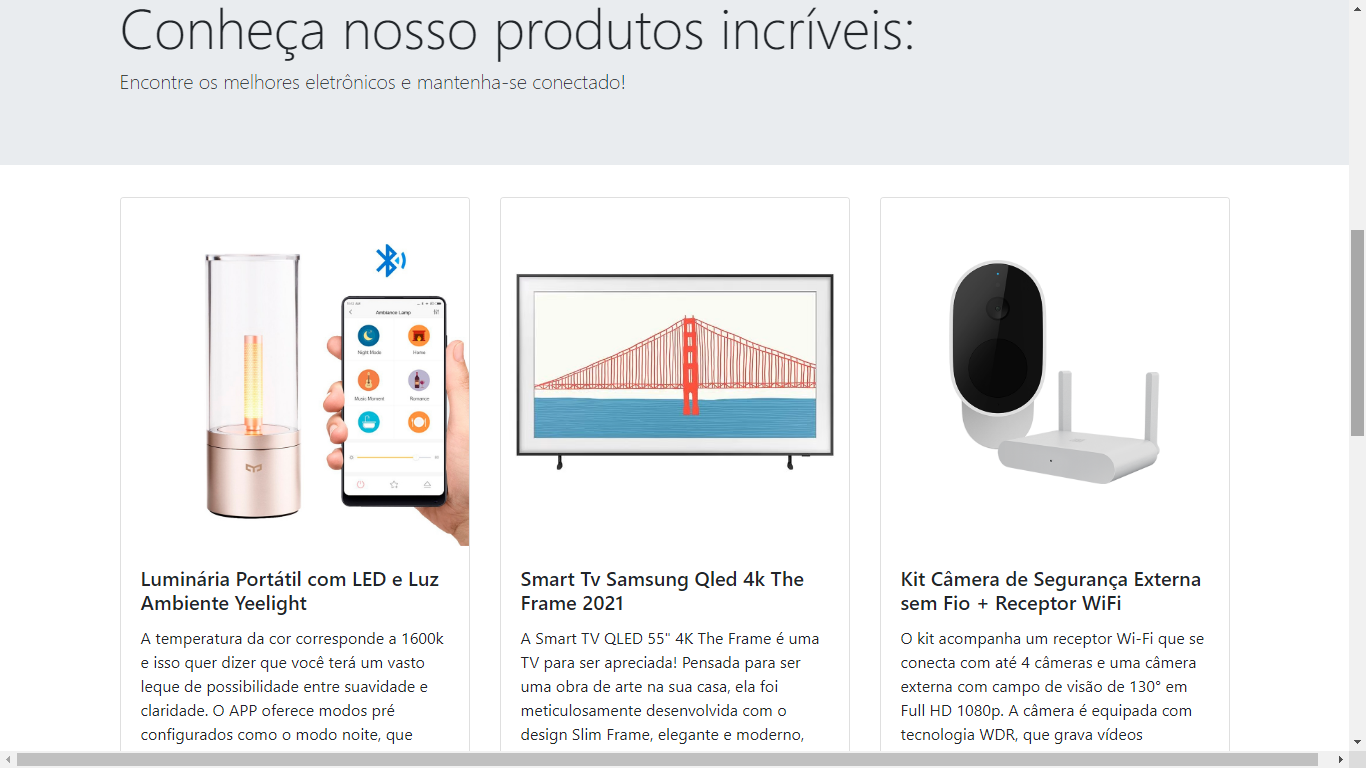 Conheça nosso produtos incríveis:
Encontre os melhores eletrônicos e mantenha-se conectado!
Ambiance Lamp
Night Mode
Home
Music Moment
Romance
Luminária Portátil com LED e Luz
Ambiente Yeelight
A temperatura da cor corresponde a 1600k
e isso quer dizer que você terá um vasto
leque de possibilidade entre suavidade e
claridade. O APP oferece modos pré
configurados como o modo noite, que
Smart Tv Samsung Qled 4k The
Frame 2021
A Smart TV QLED 55" 4K The Frame é uma
TV para ser apreciada! Pensada para ser
uma obra de arte na sua casa, ela foi
meticulosamente desenvolvida com o
design Slim Frame, elegante e moderno,
Kit Câmera de Segurança Externa
sem Fio + Receptor WiFi
O kit acompanha um receptor Wi-Fi que se
conecta com até 4 câmeras e uma câmera
externa com campo de visão de 130° em
Full HD 1080p. A câmera é equipada com
tecnologia WDR, que grava vídeos